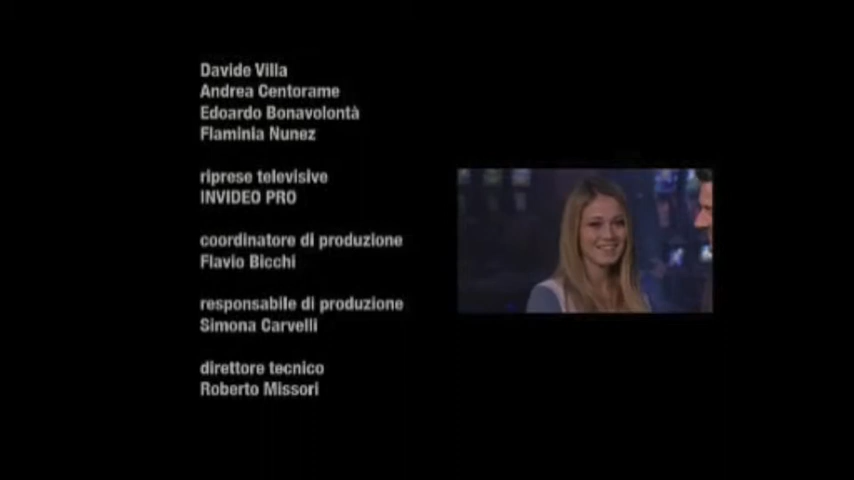 Davide Villa
Andrea Centorame
Edoardo Bonavolontà
Flaminia Nunez
riprese televisive
INVIDEO PRO
coordinatore di produzione
Flavio Bicchi
responsabile di produzione
Simona Carvelli
direttore tecnico
Roberto Missori